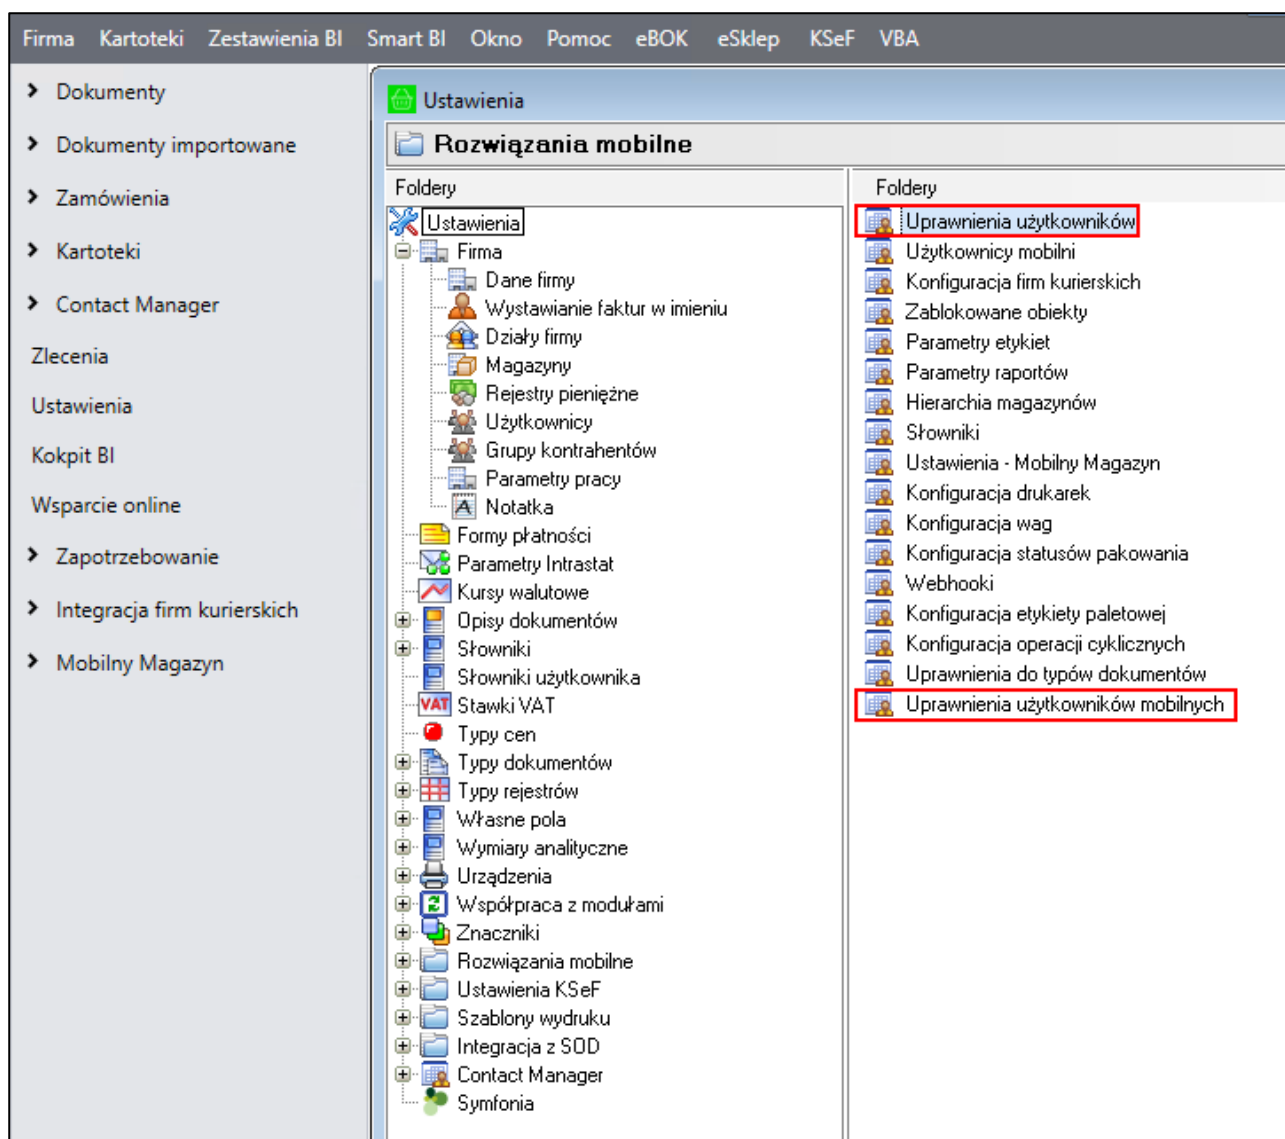 Firma Kartoteki Zestawienia BI Smart BI Okno Pomoc eBOK eSklep KSeF VBA
Dokumenty
Dokumenty importowane
Zamówienia
Kartoteki
Contact Manager
Zlecenia
Ustawienia
Kokpit BI
Wsparcie online
Zapotrzebowanie
Integracja firm kurierskich
Mobilny Magazyn
Ustawienia
Rozwiązania mobilne
Foldery
Ustawienia
Firma
Dane firmy
Wystawianie faktur w imieniu
Działy firmy
Magazyny
Rejestry pieniężne
Użytkownicy
Grupy kontrahentów
Parametry pracy
Notatka
Formy płatności
Parametry Intrastat
Kursy walutowe
Opisy dokumentów
Słowniki
Słowniki użytkownika
VAT Stawki VAT
Typy cen
Typy dokumentów
Typy rejestrów
Własne pola
Wymiary analityczne
Urządzenia
Współpraca z modułami
Znaczniki
Rozwiązania mobilne
Ustawienia KSeF
Szablony wydruku
Integracja z SOD
Contact Manager
Symfonia
Foldery
Uprawnienia użytkowników
Użytkownicy mobilni
Konfiguracja firm kurierskich
Zablokowane obiekty
Parametry etykiet
Parametry raportów
Hierarchia magazynów
Słowniki
Ustawienia - Mobilny Magazyn
Konfiguracja drukarek
Konfiguracja wag
Konfiguracja statusów pakowania
Webhooki
Konfiguracja etykiety paletowej
Konfiguracja operacji cyklicznych
Uprawnienia do typów dokumentów
Uprawnienia użytkowników mobilnych